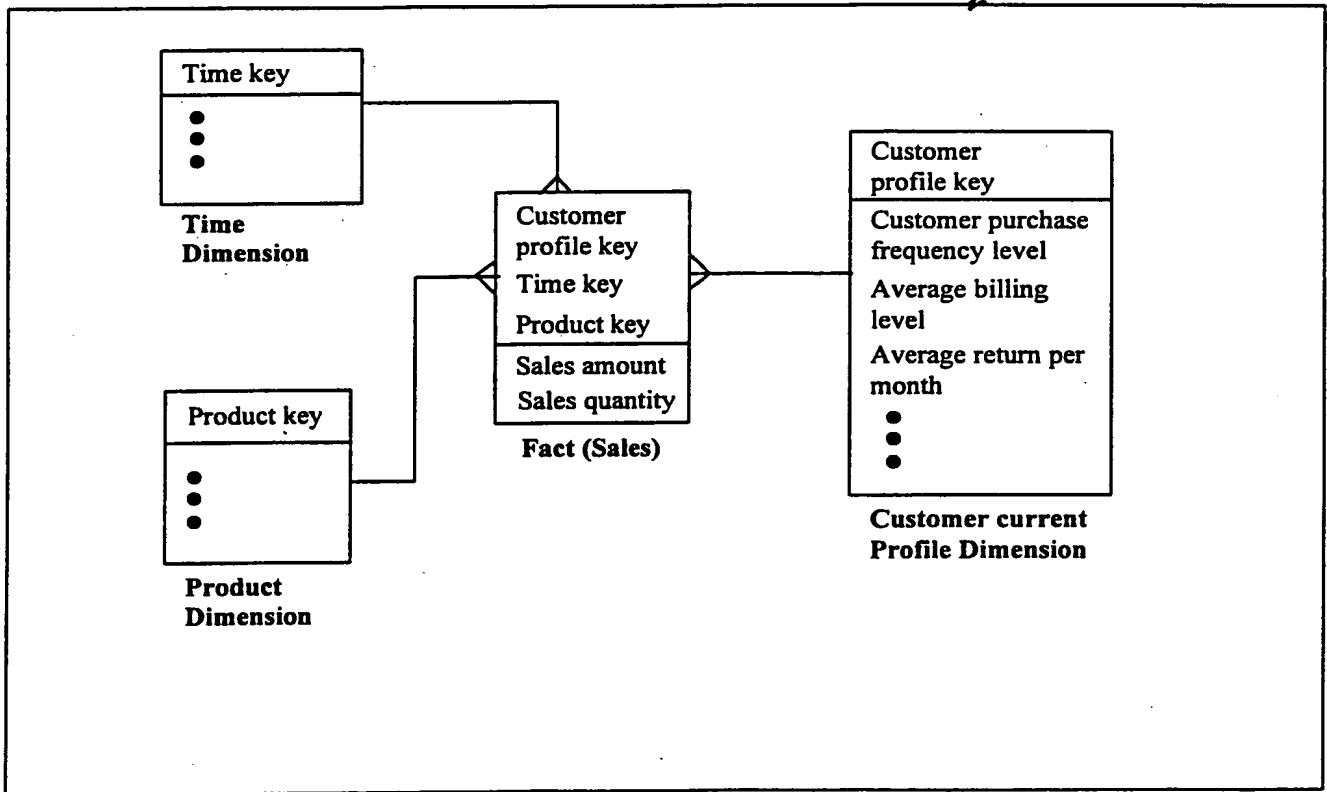 Time key
Time
Dimension
Product key
Product
Dimension
Customer
profile key
Time key
Product key
Sales amount
Sales quantity
Fact (Sales)
Customer
profile key
Customer purchase
frequency level
Average billing
level
Average return per
month
Customer current
Profile Dimension